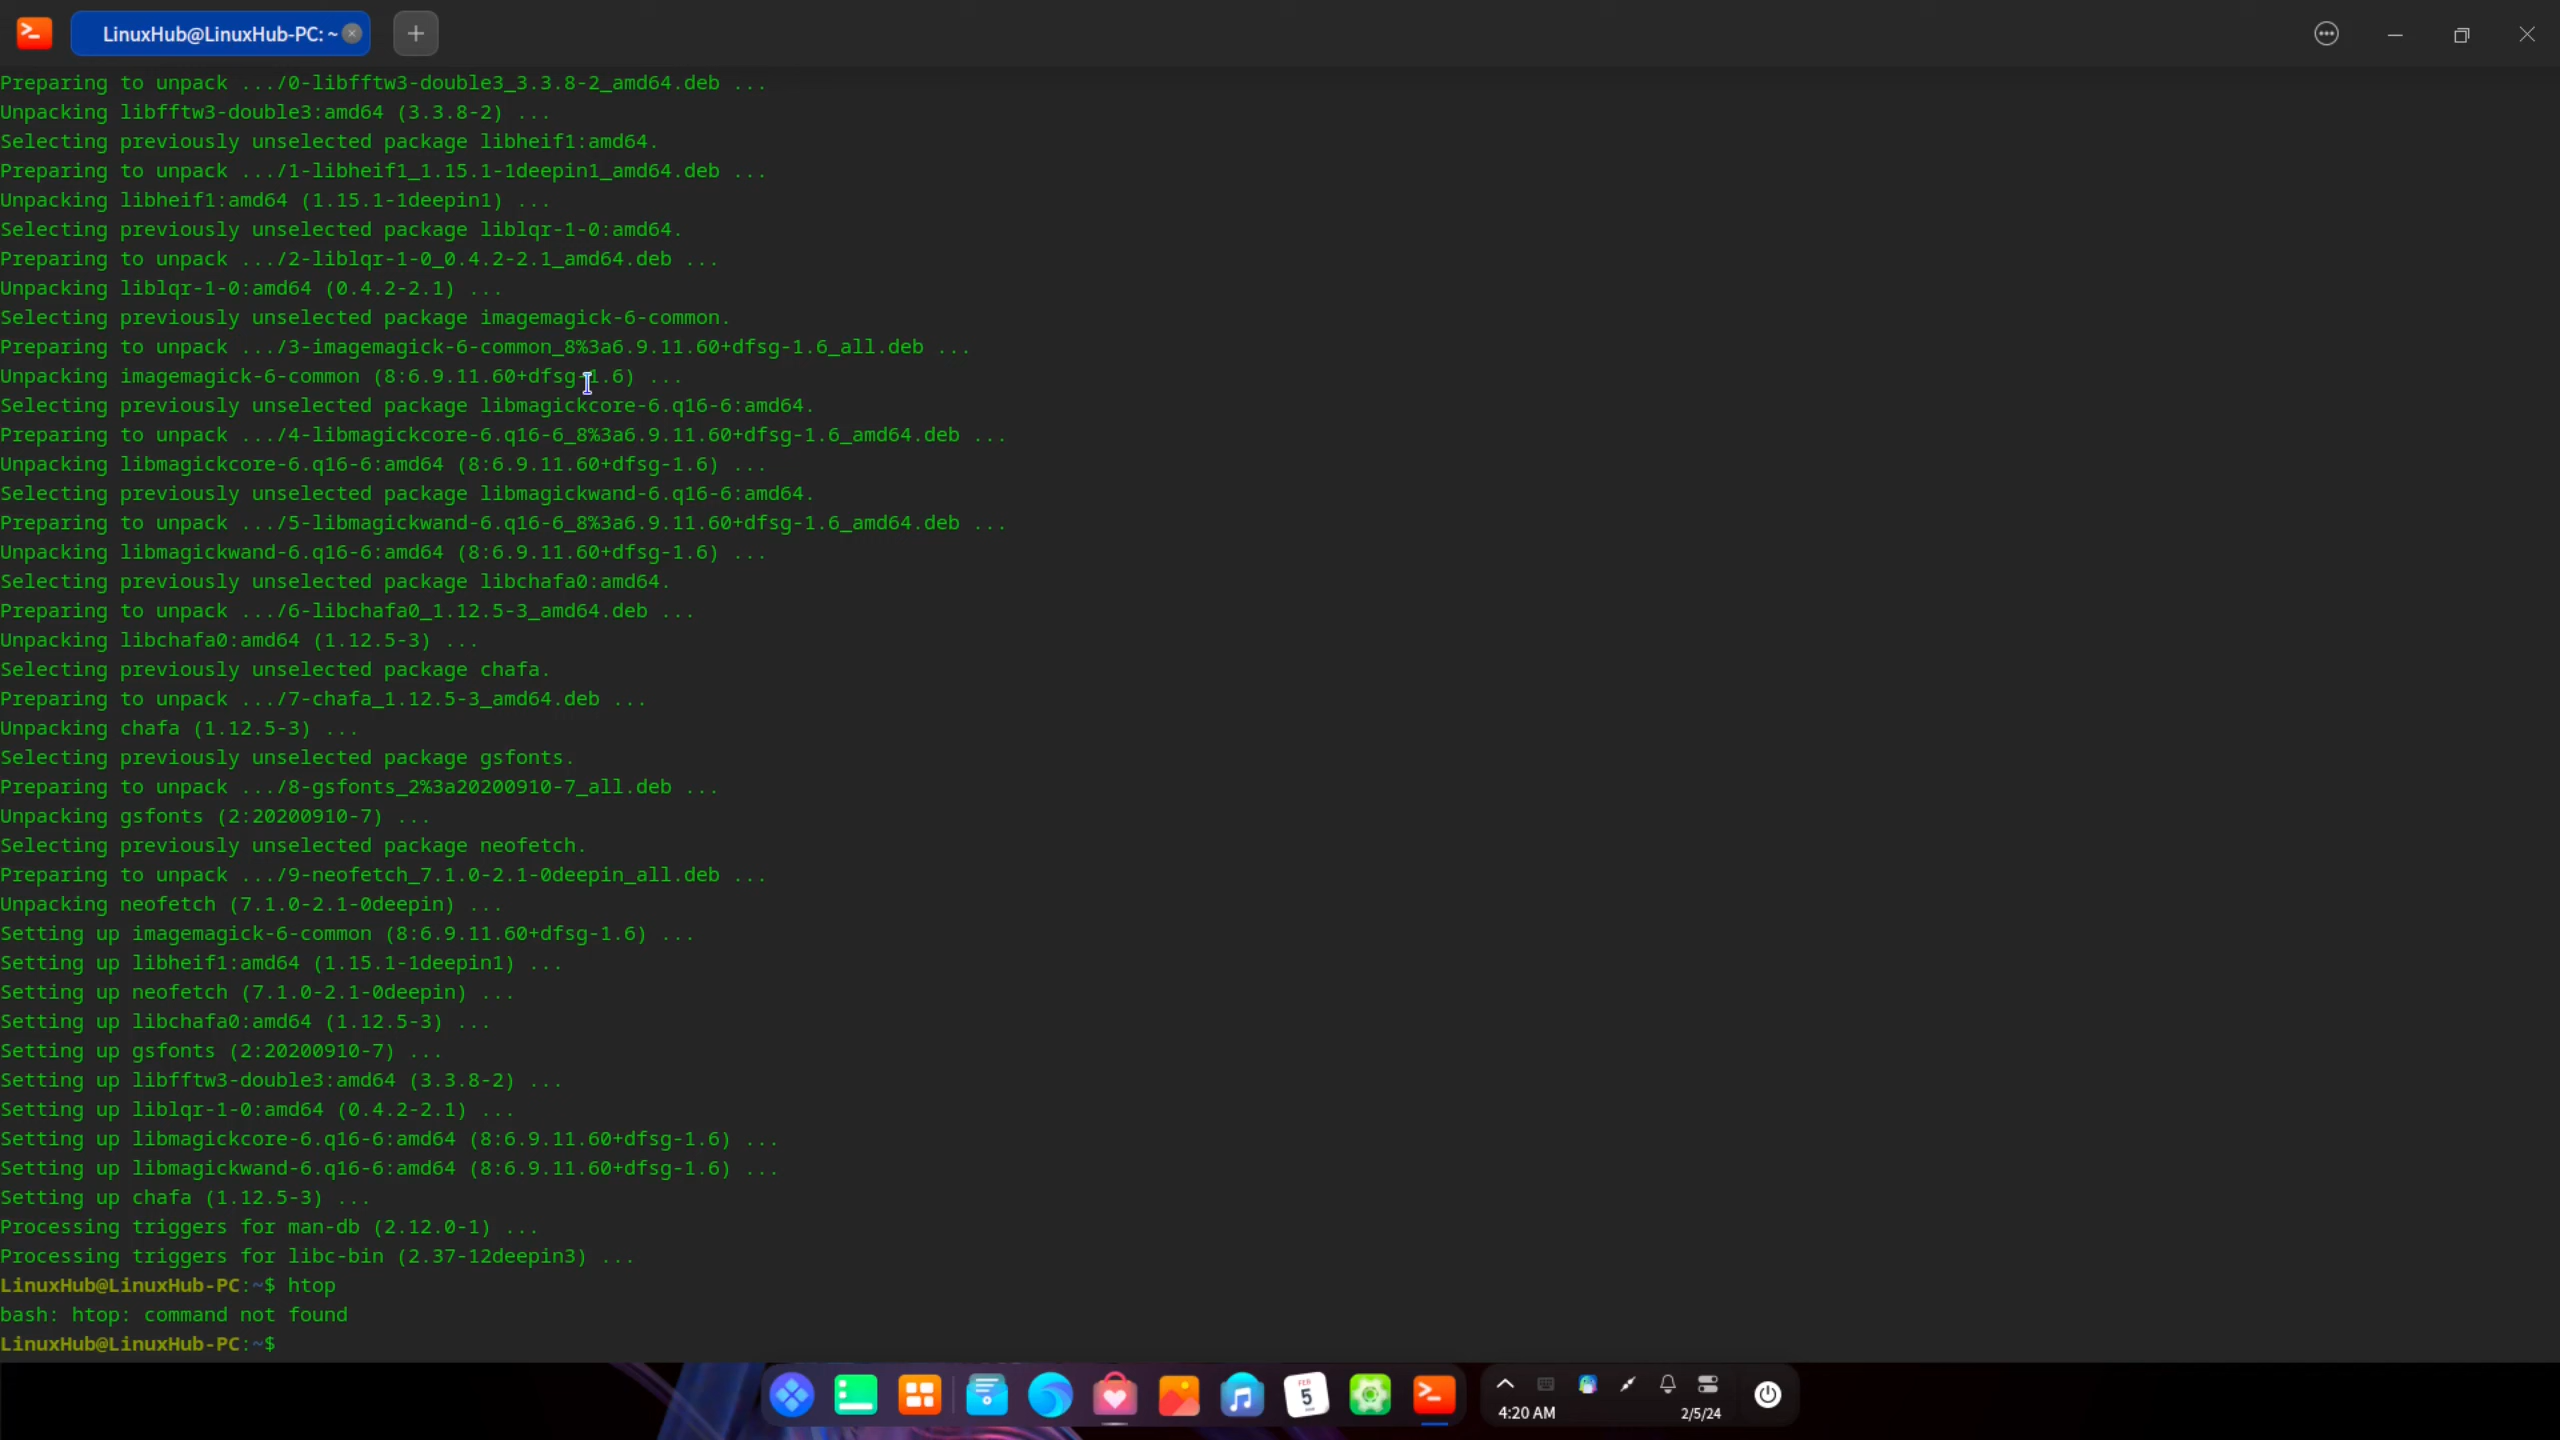 LinuxHub@LinuxHub-PC: ~
Preparing to unpack .../0-libfftw3-double3_3.3.8-2_amd64.deb ...
Unpacking libfftw3-double3:amd64 (3.3.8-2) ...
Selecting previously unselected package libheif1:amd64.
Preparing to unpack .../1-libheif1_1.15.1-1deepin1_amd64.deb ...
Unpacking libheif1:amd64 (1.15.1-1deepin1) ...
Selecting previously unselected package liblqr-1-0:amd64.
Preparing to unpack .../2-liblqr-1-0_0.4.2-2.1_amd64.deb ...
Unpacking liblqr-1-0:amd64 (0.4.2-2.1) ...
Selecting previously unselected package imagemagick-6-common.
Preparing to unpack .../3-imagemagick-6-common_8%3a6.9.11.60+dfsg-1.6_all.deb ...
Unpacking imagemagick-6-common (8:6.9.11.60+dfsg-1.6) ...
Selecting previously unselected package libmagickcore-6.q16-6:amd64.
Preparing to unpack .../4-libmagickcore-6.q16-6_8%3a6.9.11.60+dfsg-1.6_amd64.deb ...
Unpacking libmagickcore-6.q16-6:amd64 (8:6.9.11.60+dfsg-1.6) ...
Selecting previously unselected package libmagickwand-6.q16-6:amd64.
Preparing to unpack .../5-libmagickwand-6.q16-6_8%3a6.9.11.60+dfsg-1.6_amd64.deb ...
Unpacking libmagickwand-6.q16-6:amd64 (8:6.9.11.60+dfsg-1.6) ...
Selecting previously unselected package libchafa0:amd64.
Preparing to unpack .../6-libchafa0_1.12.5-3_amd64.deb ...
Unpacking libchafa0:amd64 (1.12.5-3) ...
Selecting previously unselected package chafa.
Preparing to unpack .../7-chafa_1.12.5-3_amd64.deb ...
Unpacking chafa (1.12.5-3) ...
Selecting previously unselected package gsfonts.
Preparing to unpack .../8-gsfonts_2%3a20200910-7_all.deb ...
Unpacking gsfonts (2:20200910-7) ...
Selecting previously unselected package neofetch.
Preparing to unpack .../9-neofetch_7.1.0-2.1-0deepin_all.deb ...
Unpacking neofetch (7.1.0-2.1-0deepin) ...
Setting up imagemagick-6-common (8:6.9.11.60+dfsg-1.6) ...
Setting up libheif1:amd64 (1.15.1-1deepin1) ...
Setting up neofetch (7.1.0-2.1-0deepin) ...
Setting up libchafa0:amd64 (1.12.5-3) ...
Setting up gsfonts (2:20200910-7) ...
Setting up libfftw3-double3:amd64 (3.3.8-2) ...
Setting up liblqr-1-0:amd64 (0.4.2-2.1) ...
Setting up libmagickcore-6.q16-6:amd64 (8:6.9.11.60+dfsg-1.6) ...
Setting up libmagickwand-6.q16-6:amd64 (8:6.9.11.60+dfsg-1.6) ...
Setting up chafa (1.12.5-3) ...
Processing triggers for man-db (2.12.0-1) ...
Processing triggers for libc-bin (2.37-12deepin3) ...
LinuxHub@LinuxHub-PC:~$ htop
bash: htop: command not found
LinuxHub@LinuxHub-PC:~$
FEB
5
4:20 AM
2/5/24